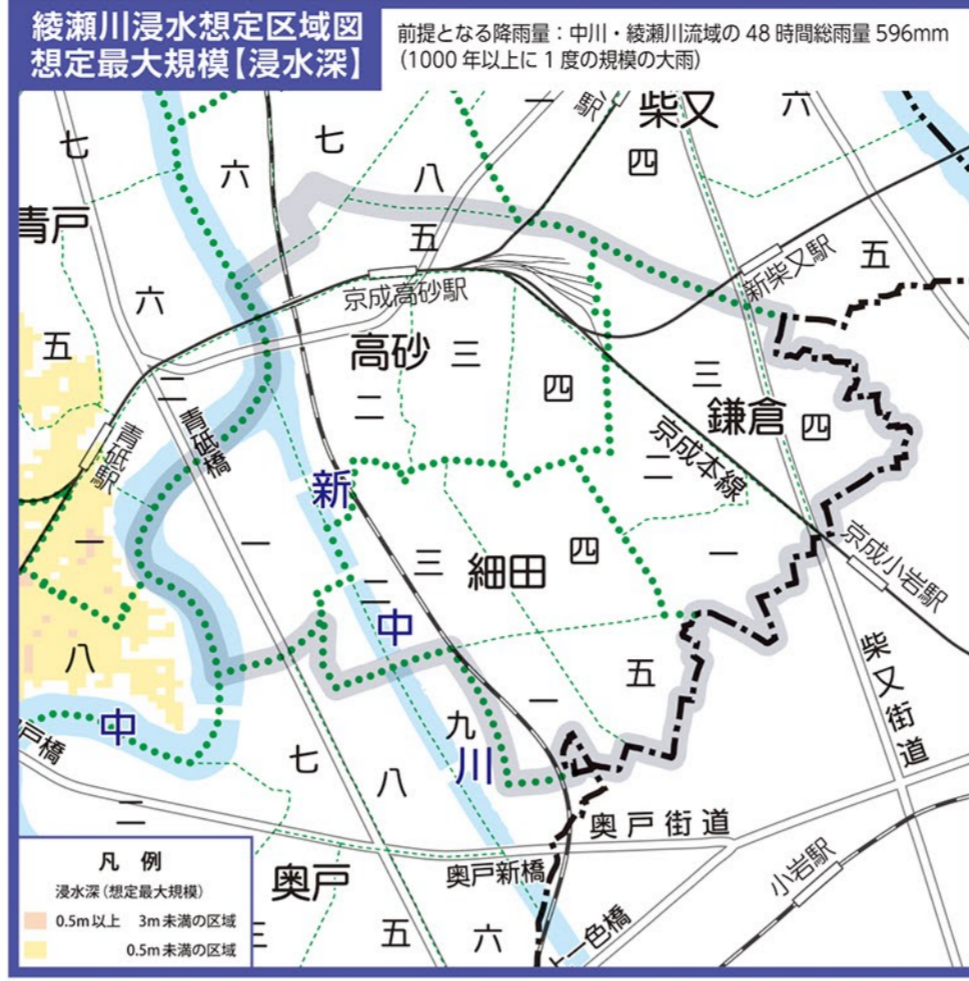 綾瀬川浸水想定区域図
想定最大規模【浸水深】
前提となる降雨量：中川・綾瀬川流域の48時間総雨量596mm
(1000年以上に1度の規模の大雨)
柴又
六
七
七
六
八
四
青戸
五
五
新柴又駅
六
京成高砂駅
五
高砂
三
三
二
四
二
鎌倉
四
青砥橋
青砥駅
京成本線
二
新
一
一
三
細田
四
一
京成小岩駅
二
中
八
五
柴又街道
一
九
中
戸橋
七
八
川
二
奥戸街道
凡 例
浸水深(想定最大規模)
0.5m以上 3m未満の区域
0.5m未満の区域
奥戸
奥戸新橋
小岩駅
三
五
六
上一色橋